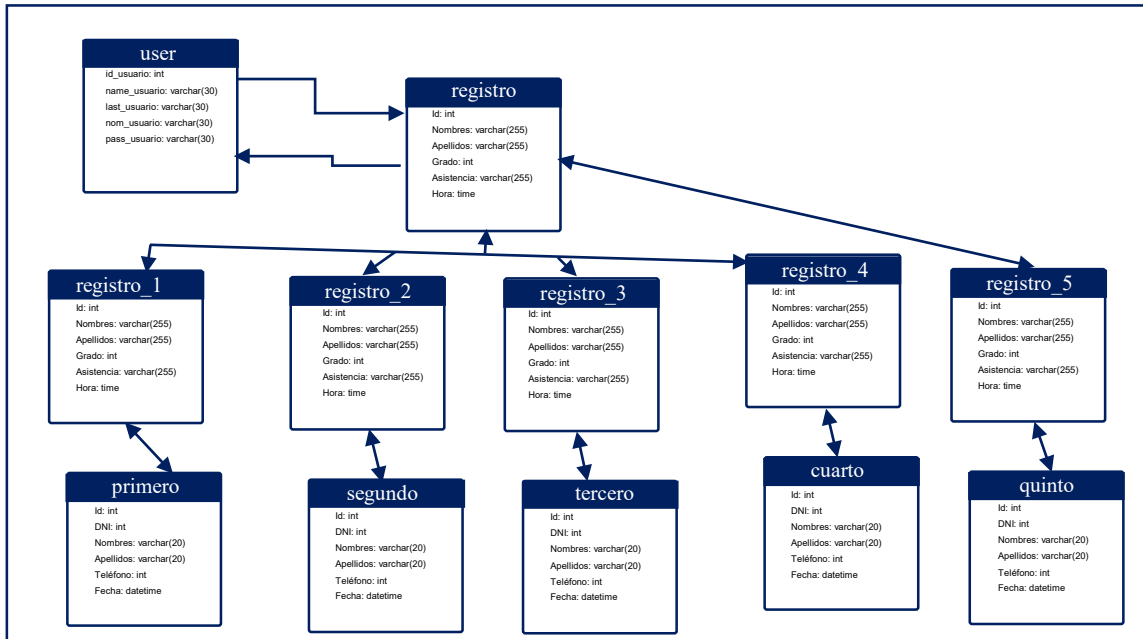 user
id_usuario: int
name_usuario: varchar(30)
last_usuario: varchar(30)
nom_usuario: varchar(30)
pass_usuario: varchar(30)
registro
Id: int
Nombres: varchar(255)
Apellidos: varchar(255)
Grado: int
Asistencia: varchar(255)
Hora: time
registro_1
Id: int
Nombres: varchar(255)
Apellidos: varchar(255)
Grado: int
Asistencia: varchar(255)
Hora: time
registro_2
Id: int
Nombres: varchar(255)
Apellidos: varchar(255)
Grado: int
Asistencia: varchar(255)
Hora: time
registro_3
Id: int
Nombres: varchar(255)
Apellidos: varchar(255)
Grado: int
Asistencia: varchar(255)
Hora: time
registro_4
Id: int
Nombres: varchar(255)
Apellidos: varchar(255)
Grado: int
Asistencia: varchar(255)
Hora: time
registro_5
Id: int
Nombres: varchar(255)
Apellidos: varchar(255)
Grado: int
Asistencia: varchar(255)
Hora: time
primero
Id: int
DNI: int
Nombres: varchar(20)
Apellidos: varchar(20)
Teléfono: int
Fecha: datetime
segundo
Id: int
DNI: int
Nombres: varchar(20)
Apellidos: varchar(20)
Teléfono: int
Fecha: datetime
tercero
Id: int
DNI: int
Nombres: varchar(20)
Apellidos: varchar(20)
Teléfono: int
Fecha: datetime
cuarto
Id: int
DNI: int
Nombres: varchar(20)
Apellidos: varchar(20)
Teléfono: int
Fecha: datetime
quinto
Id: int
DNI: int
Nombres: varchar(20)
Apellidos: varchar(20)
Teléfono: int
Fecha: datetime